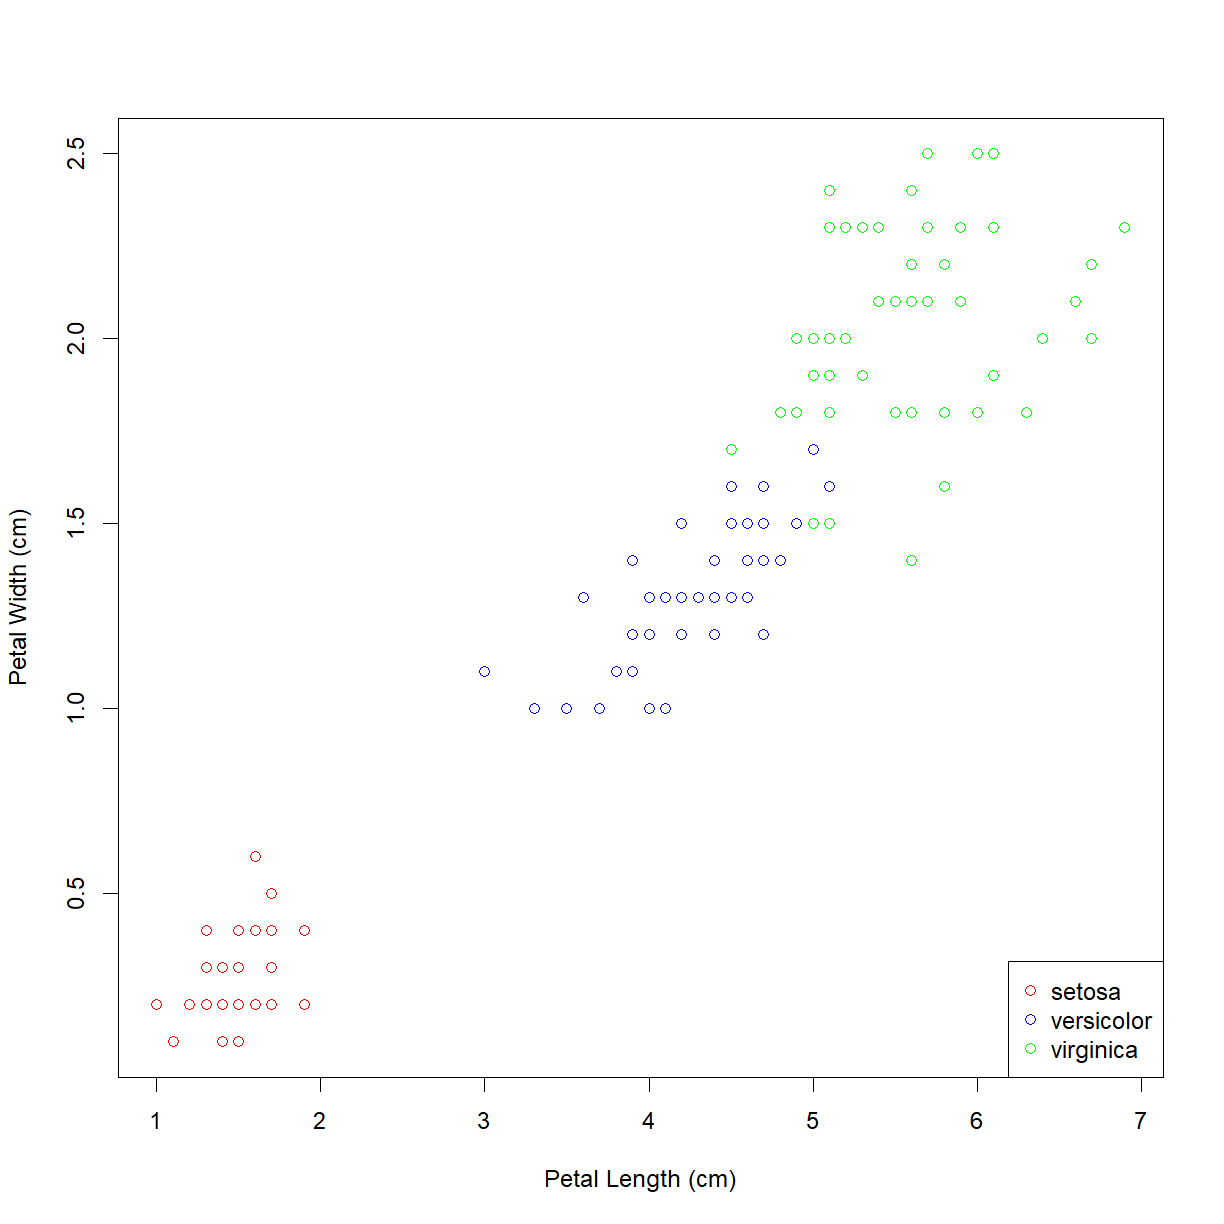 2.5
2.0
1.5
1.0
0.5
Petal Width (cm)
setosa
versicolor
virginica
1 2 3 4 5 6 7
Petal Length (cm)